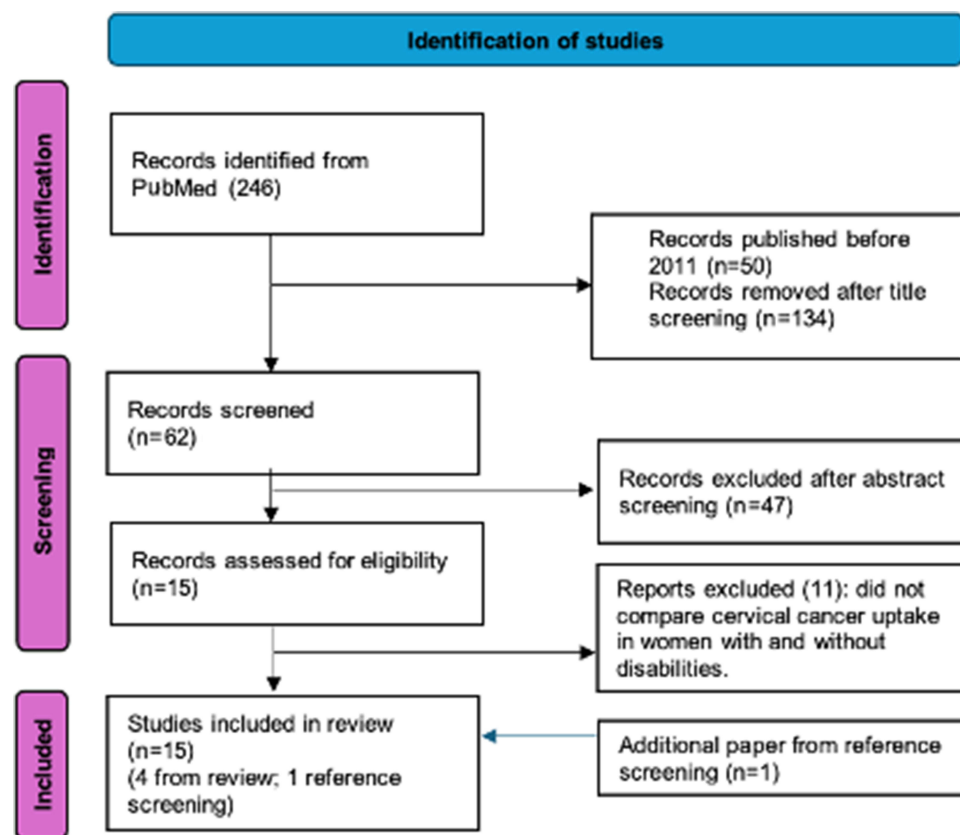 Identification of studies
Identification
Records identified from
PubMed (246)
Records published before
2011 (n=50)
Records removed after title
screening (n=134)
Screening
Records screened
(n=62)
Records excluded after abstract
screening (n=47)
Records assessed for eligibility
(n=15)
Reports excluded (11): did not
compare cervical cancer uptake
in women with and without
disabilities.
Included
Studies included in review
(n=15)
(4 from review; 1 reference
screening)
Additional paper from reference
screening (n=1)